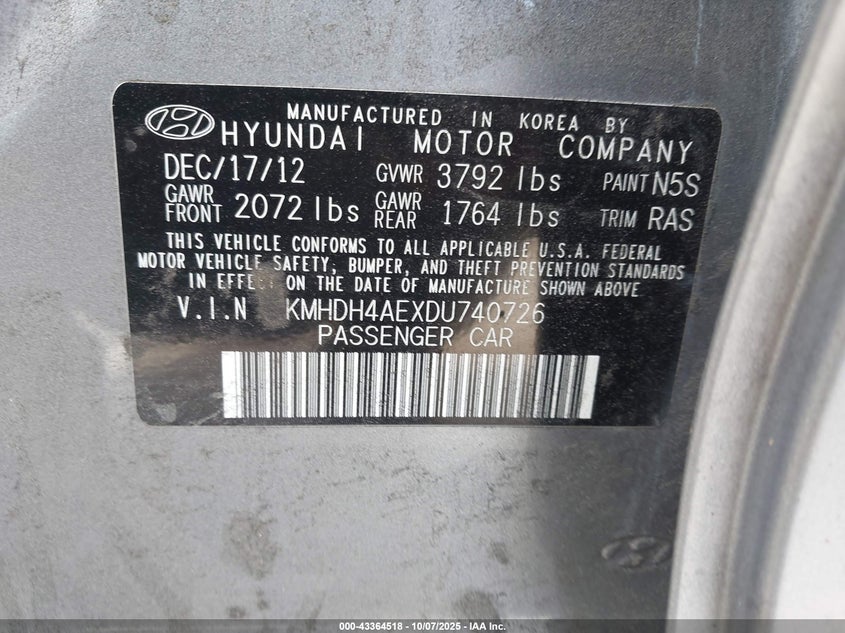 MANUFACTURED IN KOREA BY
HYUNDAI MOTOR COMPANY
DEC/17/12 GVWR 3792 lbs PAINT N5S
GAWR FRONT 2072 lbs GAWR REAR 1764 lbs TRIM RAS
THIS VEHICLE CONFORMS TO ALL APPLICABLE U.S.A. FEDERAL
MOTOR VEHICLE SAFETY, BUMPER, AND THEFT PREVENTION STANDARDS
IN EFFECT ON THE DATE OF MANUFACTURE SHOWN ABOVE.
V.I.N KMHDH4AEXDU740726
PASSENGER CAR
000-43364518 | 10/07/2025 - IAA Inc.